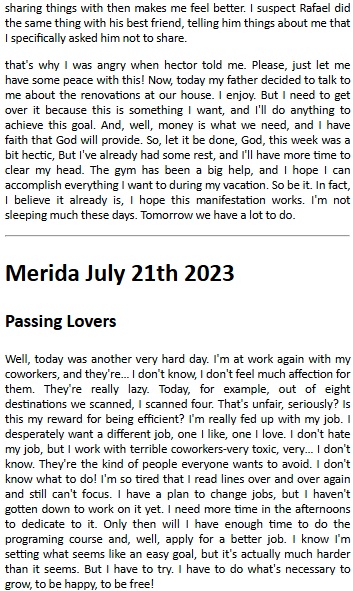 sharing things with then makes me feel better. I suspect Rafael did
the same thing with his best friend, telling him things about me that
I specifically asked him not to share.
that's why I was angry when hector told me. Please, just let me
have some peace with this! Now, today my father decided to talk to
me about the renovations at our house. I enjoy. But I need to get
over it because this is something I want, and I'll do anything to
achieve this goal. And, well, money is what we need, and I have
faith that God will provide. So, let it be done, God, this week was a
bit hectic, But I've already had some rest, and I'll have more time to
clear my head. The gym has been a big help, and I hope I can
accomplish everything I want to during my vacation. So be it. In fact,
I believe it already is, I hope this manifestation works. I'm not
sleeping much these days. Tomorrow we have a lot to do.
Merida July 21th 2023
Passing Lovers
Well, today was another very hard day. I'm at work again with my
coworkers, and they're... I don't know, I don't feel much affection for
them. They're really lazy. Today, for example, out of eight
destinations we scanned, I scanned four. That's unfair, seriously? Is
this my reward for being efficient? I'm really fed up with my job. I
desperately want a different job, one I like, one I love. I don't hate
my job, but I work with terrible coworkers-very toxic, very... I don't
know. They're the kind of people everyone wants to avoid. I don't
know what to do! I'm so tired that I read lines over and over again
and still can't focus. I have a plan to change jobs, but I haven't
gotten down to work on it yet. I need more time in the afternoons
to dedicate to it. Only then will I have enough time to do the
programing course and, well, apply for a better job. I know I'm
setting what seems like an easy goal, but it's actually much harder
than it seems. But I have to try. I have to do what's necessary to
grow, to be happy, to be free!